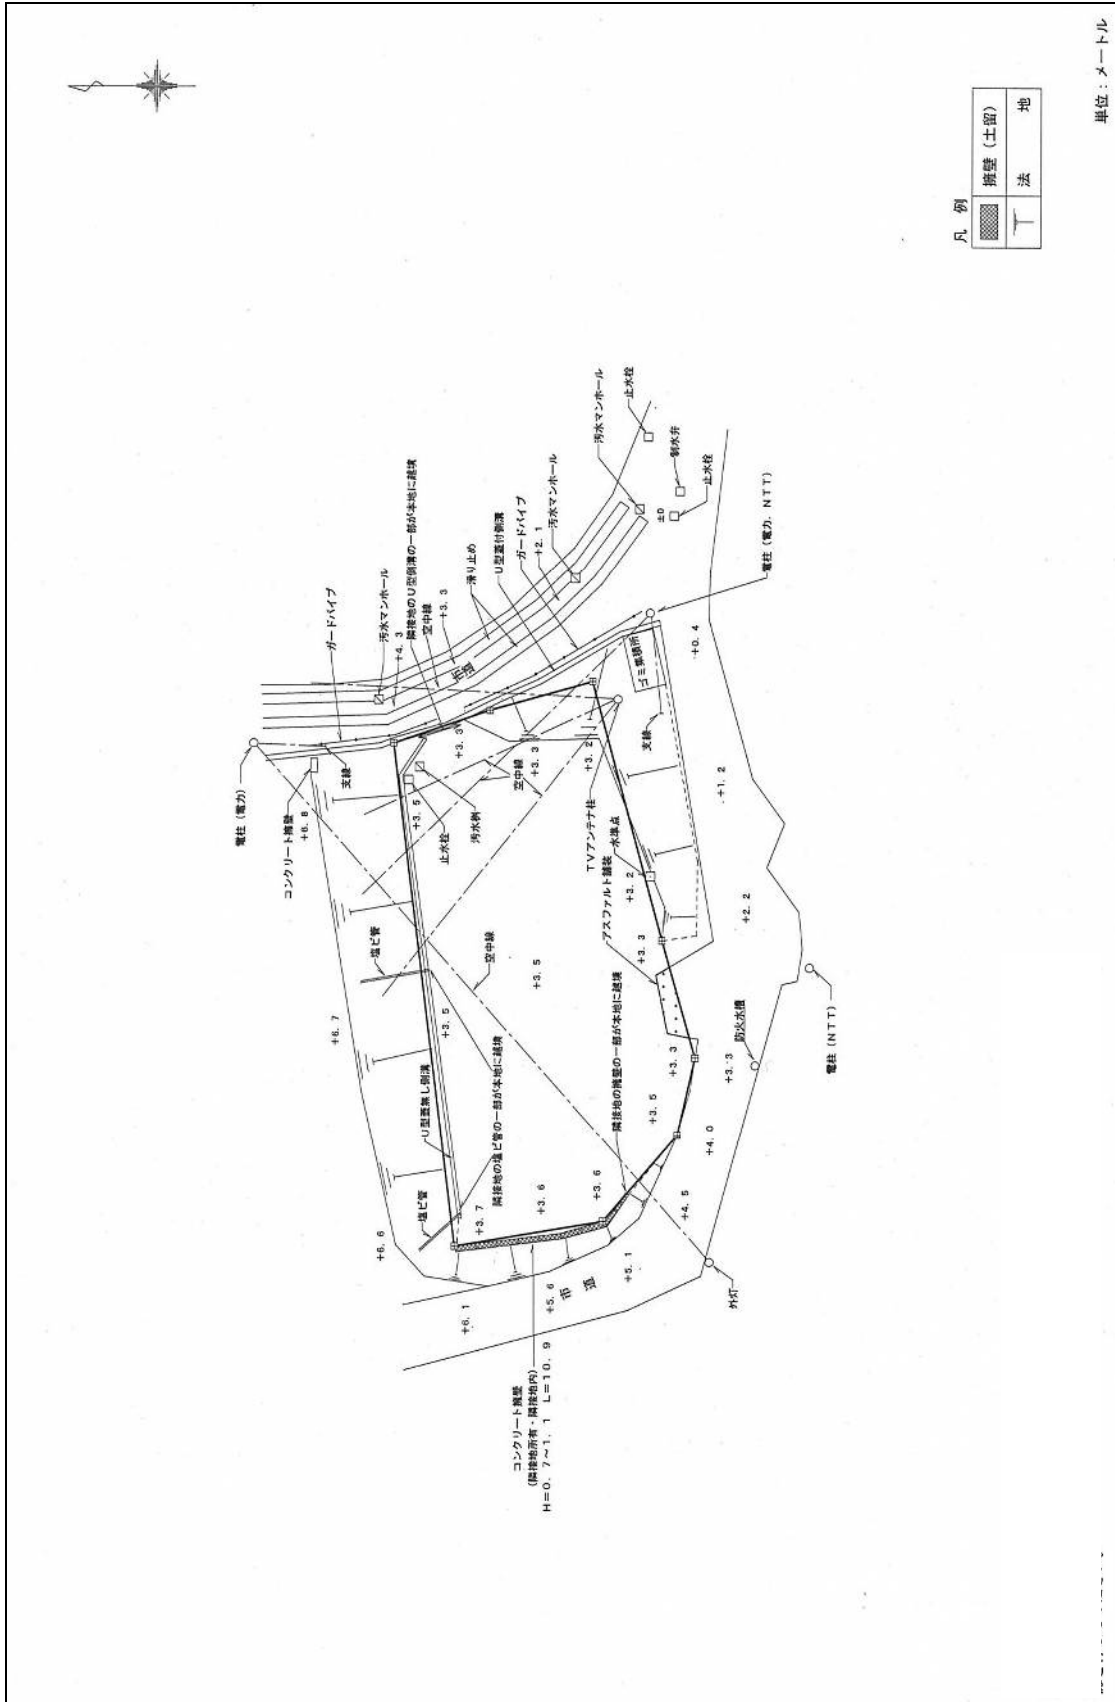 単位：メートル
凡 例
擁壁（土留）
法 地
電柱（電力）
コンクリート擁壁
+6.8
支線
ガードパイプ
汚水マンホール
+4.3
隣接地のU型側溝の一部が本地に越境
空中線
+3.3
市道
滑り止め
U型蓋付側溝
ガードパイプ
+2.1
汚水マンホール
汚水マンホール
止水栓
制水弁
止水栓
電柱（電力、NTT）
ゴミ集積所
+0.4
支線
+3.3
+3.3
+3.2
空中線
+3.5
止水栓
汚水桝
TVアンテナ柱
水準点
+3.2
アスファルト舗装
+3.3
+1.2
+2.2
塩ビ管
+6.7
空中線
+3.5
+3.5
U型蓋無し側溝
隣接地の塩ビ管の一部が本地に越境
隣接地の擁壁の一部が本地に越境
+3.3
+3.5
+3.3
防火水槽
電柱（NTT）
塩ビ管
+6.6
+3.7
+3.6
+3.6
+4.0
+4.5
+5.1
市道
+5.6
+6.1
外灯
コンクリート擁壁
（隣接地所有・隣接地内）
H=0.7～1.1 L=10.9